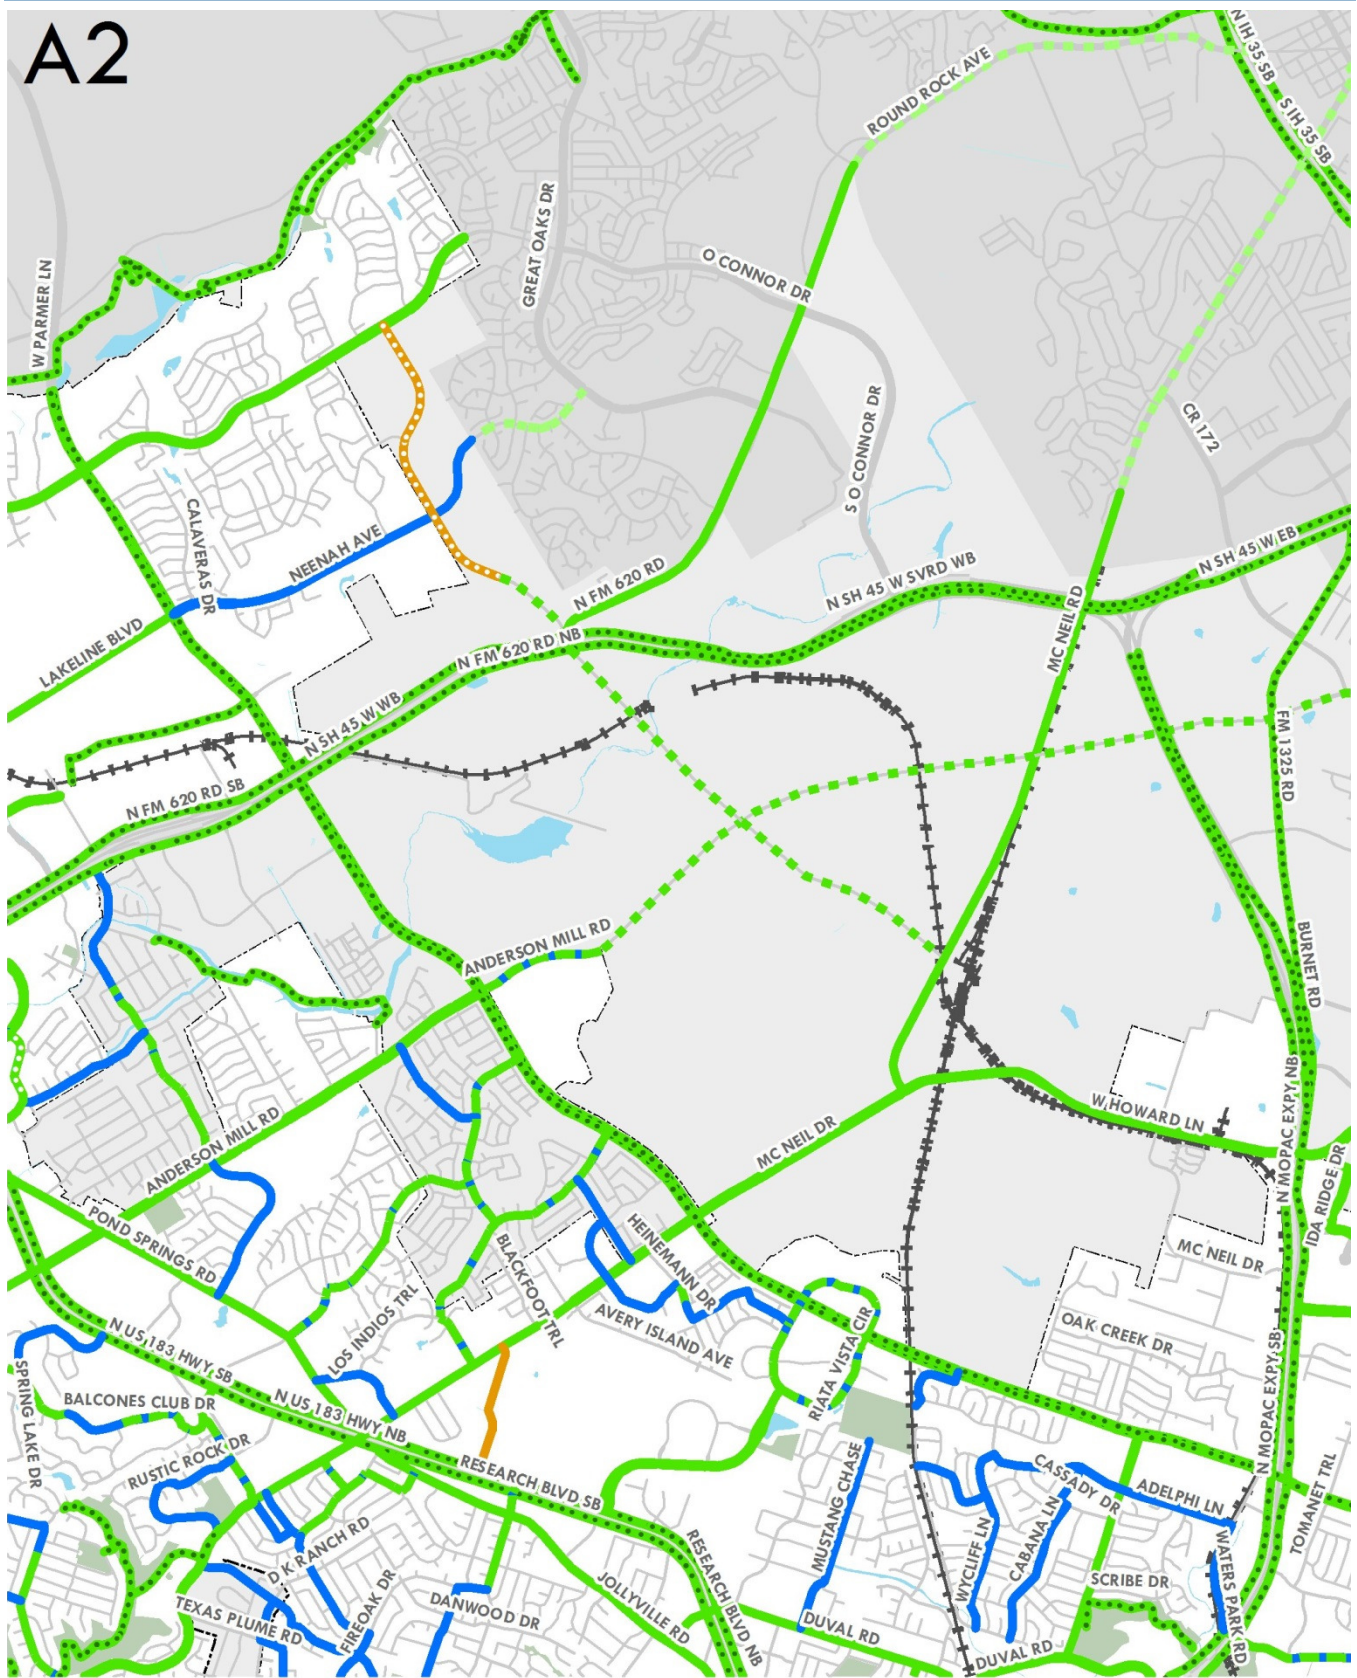 A2
N IH 35 SB
ROUND ROCK AVE
S IH 35 SB
GREAT OAKS DR
W PARMER LN
O CONNOR DR
CR 172
S O CONNOR DR
CALAVERAS DR
NEENAH AVE
N SH 45 W EB
N SH 45 W SVRD WB
N FM 620 RD
MC NEIL RD
LAKELINE BLVD
N FM 620 RD NB
N SH 45 W WB
FM 1325 RD
N FM 620 RD SB
ANDERSON MILL RD
BURNET RD
N MOPAC EXPY NB
W HOWARD LN
ANDERSON MILL RD
MC NEIL DR
IDA RIDGE DR
POND SPRINGS RD
HEINEMANN DR
MC NEIL DR
BLACKFOOT TRL
LOS INDIOS TRL
AVERY ISLAND AVE
OAK CREEK DR
N US 183 HWY SB
RIATA VISTA CIR
N MOPAC EXPY SB
SPRING LAKE DR
BALCONES CLUB DR
N US 183 HWY NB
RUSTIC ROCK DR
RESEARCH BLVD SB
MUSTANG CHASE
CASSADY DR
ADELPHI LN
TOMANET TRL
D K RANCH RD
RESEARCH BLVD NB
WYCLIFF LN
CABANA LN
WATERS PARK RD
SCRIBE DR
TEXAS PLUME RD
FIREOAK DR
DANWOOD DR
JOLLYVILLE RD
DUVAL RD
DUVAL RD